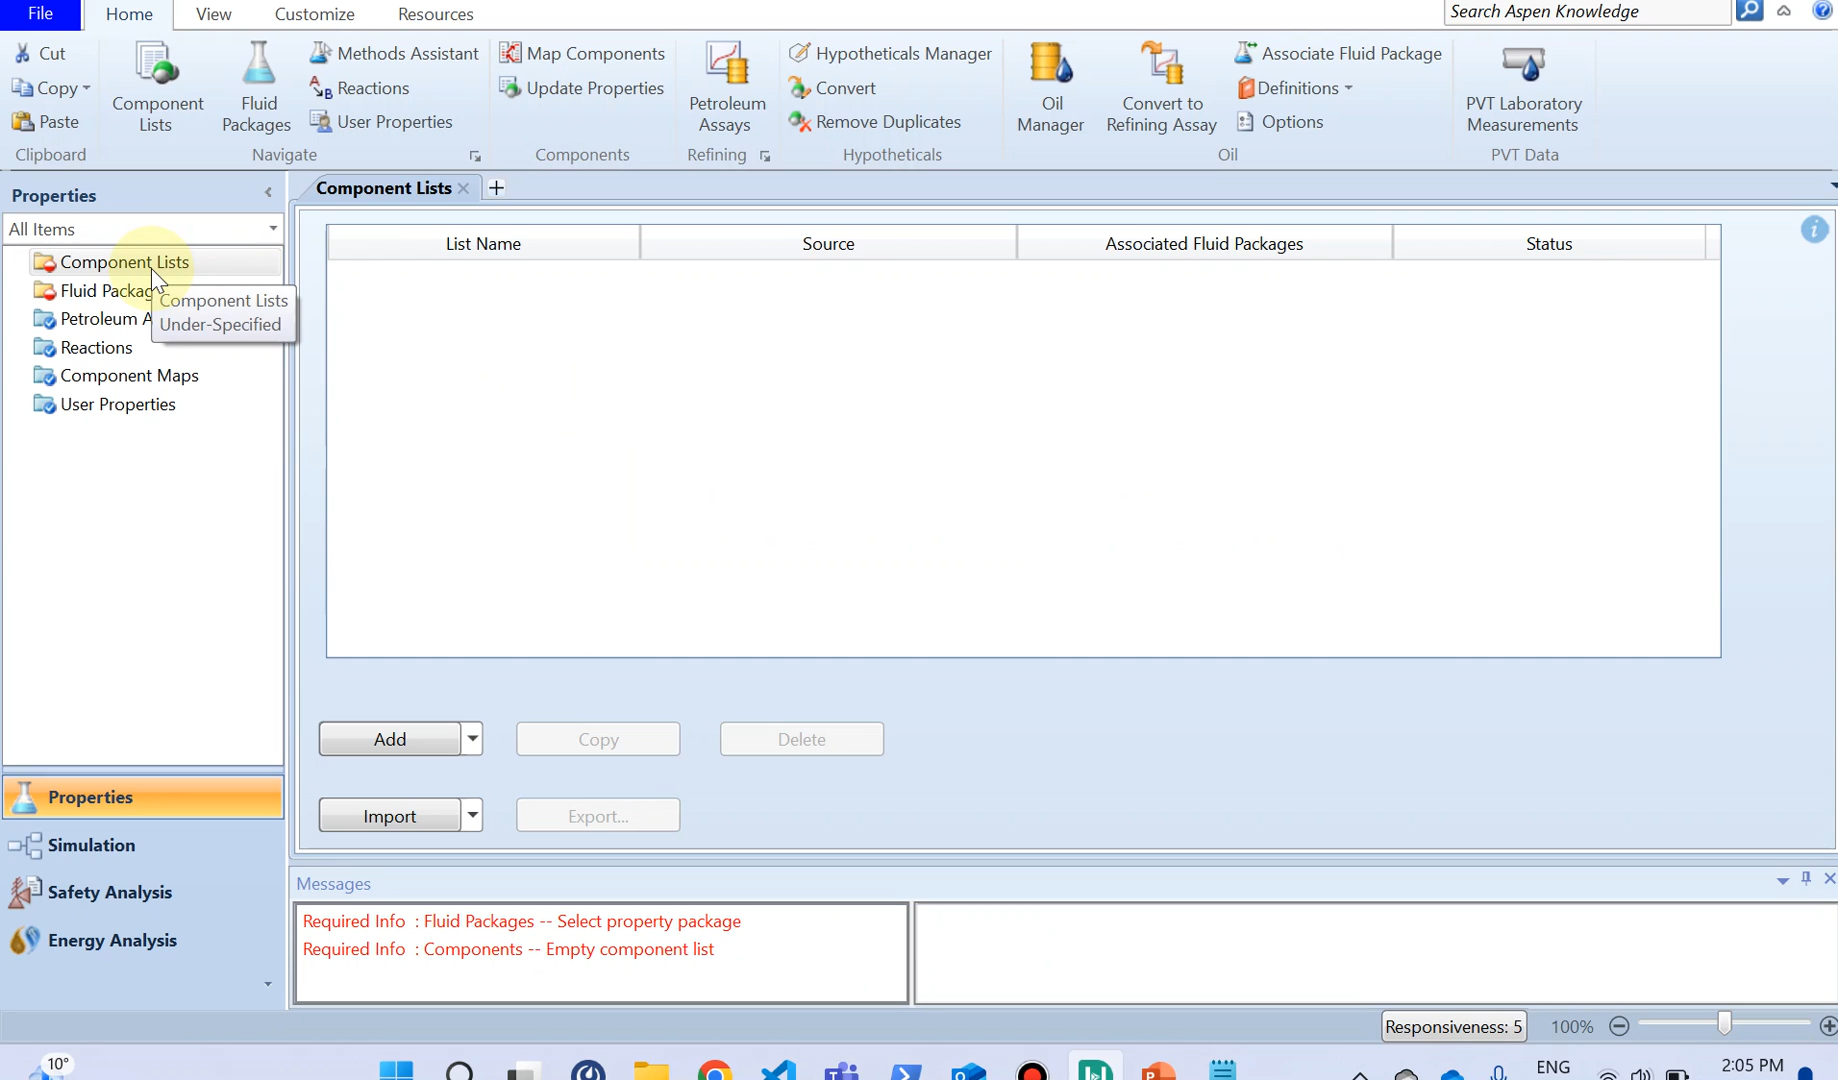 File Home View Customize Resources Search Aspen Knowledge
Cut
Copy
Paste
Clipboard
Component
Lists
Fluid
Packages
Methods Assistant
Reactions
User Properties
Navigate
Map Components
Update Properties
Components
Petroleum
Assays
Refining
Hypotheticals Manager
Convert
Remove Duplicates
Hypotheticals
Oil
Manager
Convert to
Refining Assay
Associate Fluid Package
Definitions
Options
Oil
PVT Laboratory
Measurements
PVT Data
Properties
All Items
Component Lists
Fluid Packag
Petroleum A
Reactions
Component Maps
User Properties
Component Lists
Under-Specified
Component Lists
List Name Source Associated Fluid Packages Status
Add Copy Delete
Import Export...
Properties
Simulation
Safety Analysis
Energy Analysis
Messages
Required Info : Fluid Packages -- Select property package
Required Info : Components -- Empty component list
Responsiveness: 5 100%
10°
ENG
2:05 PM